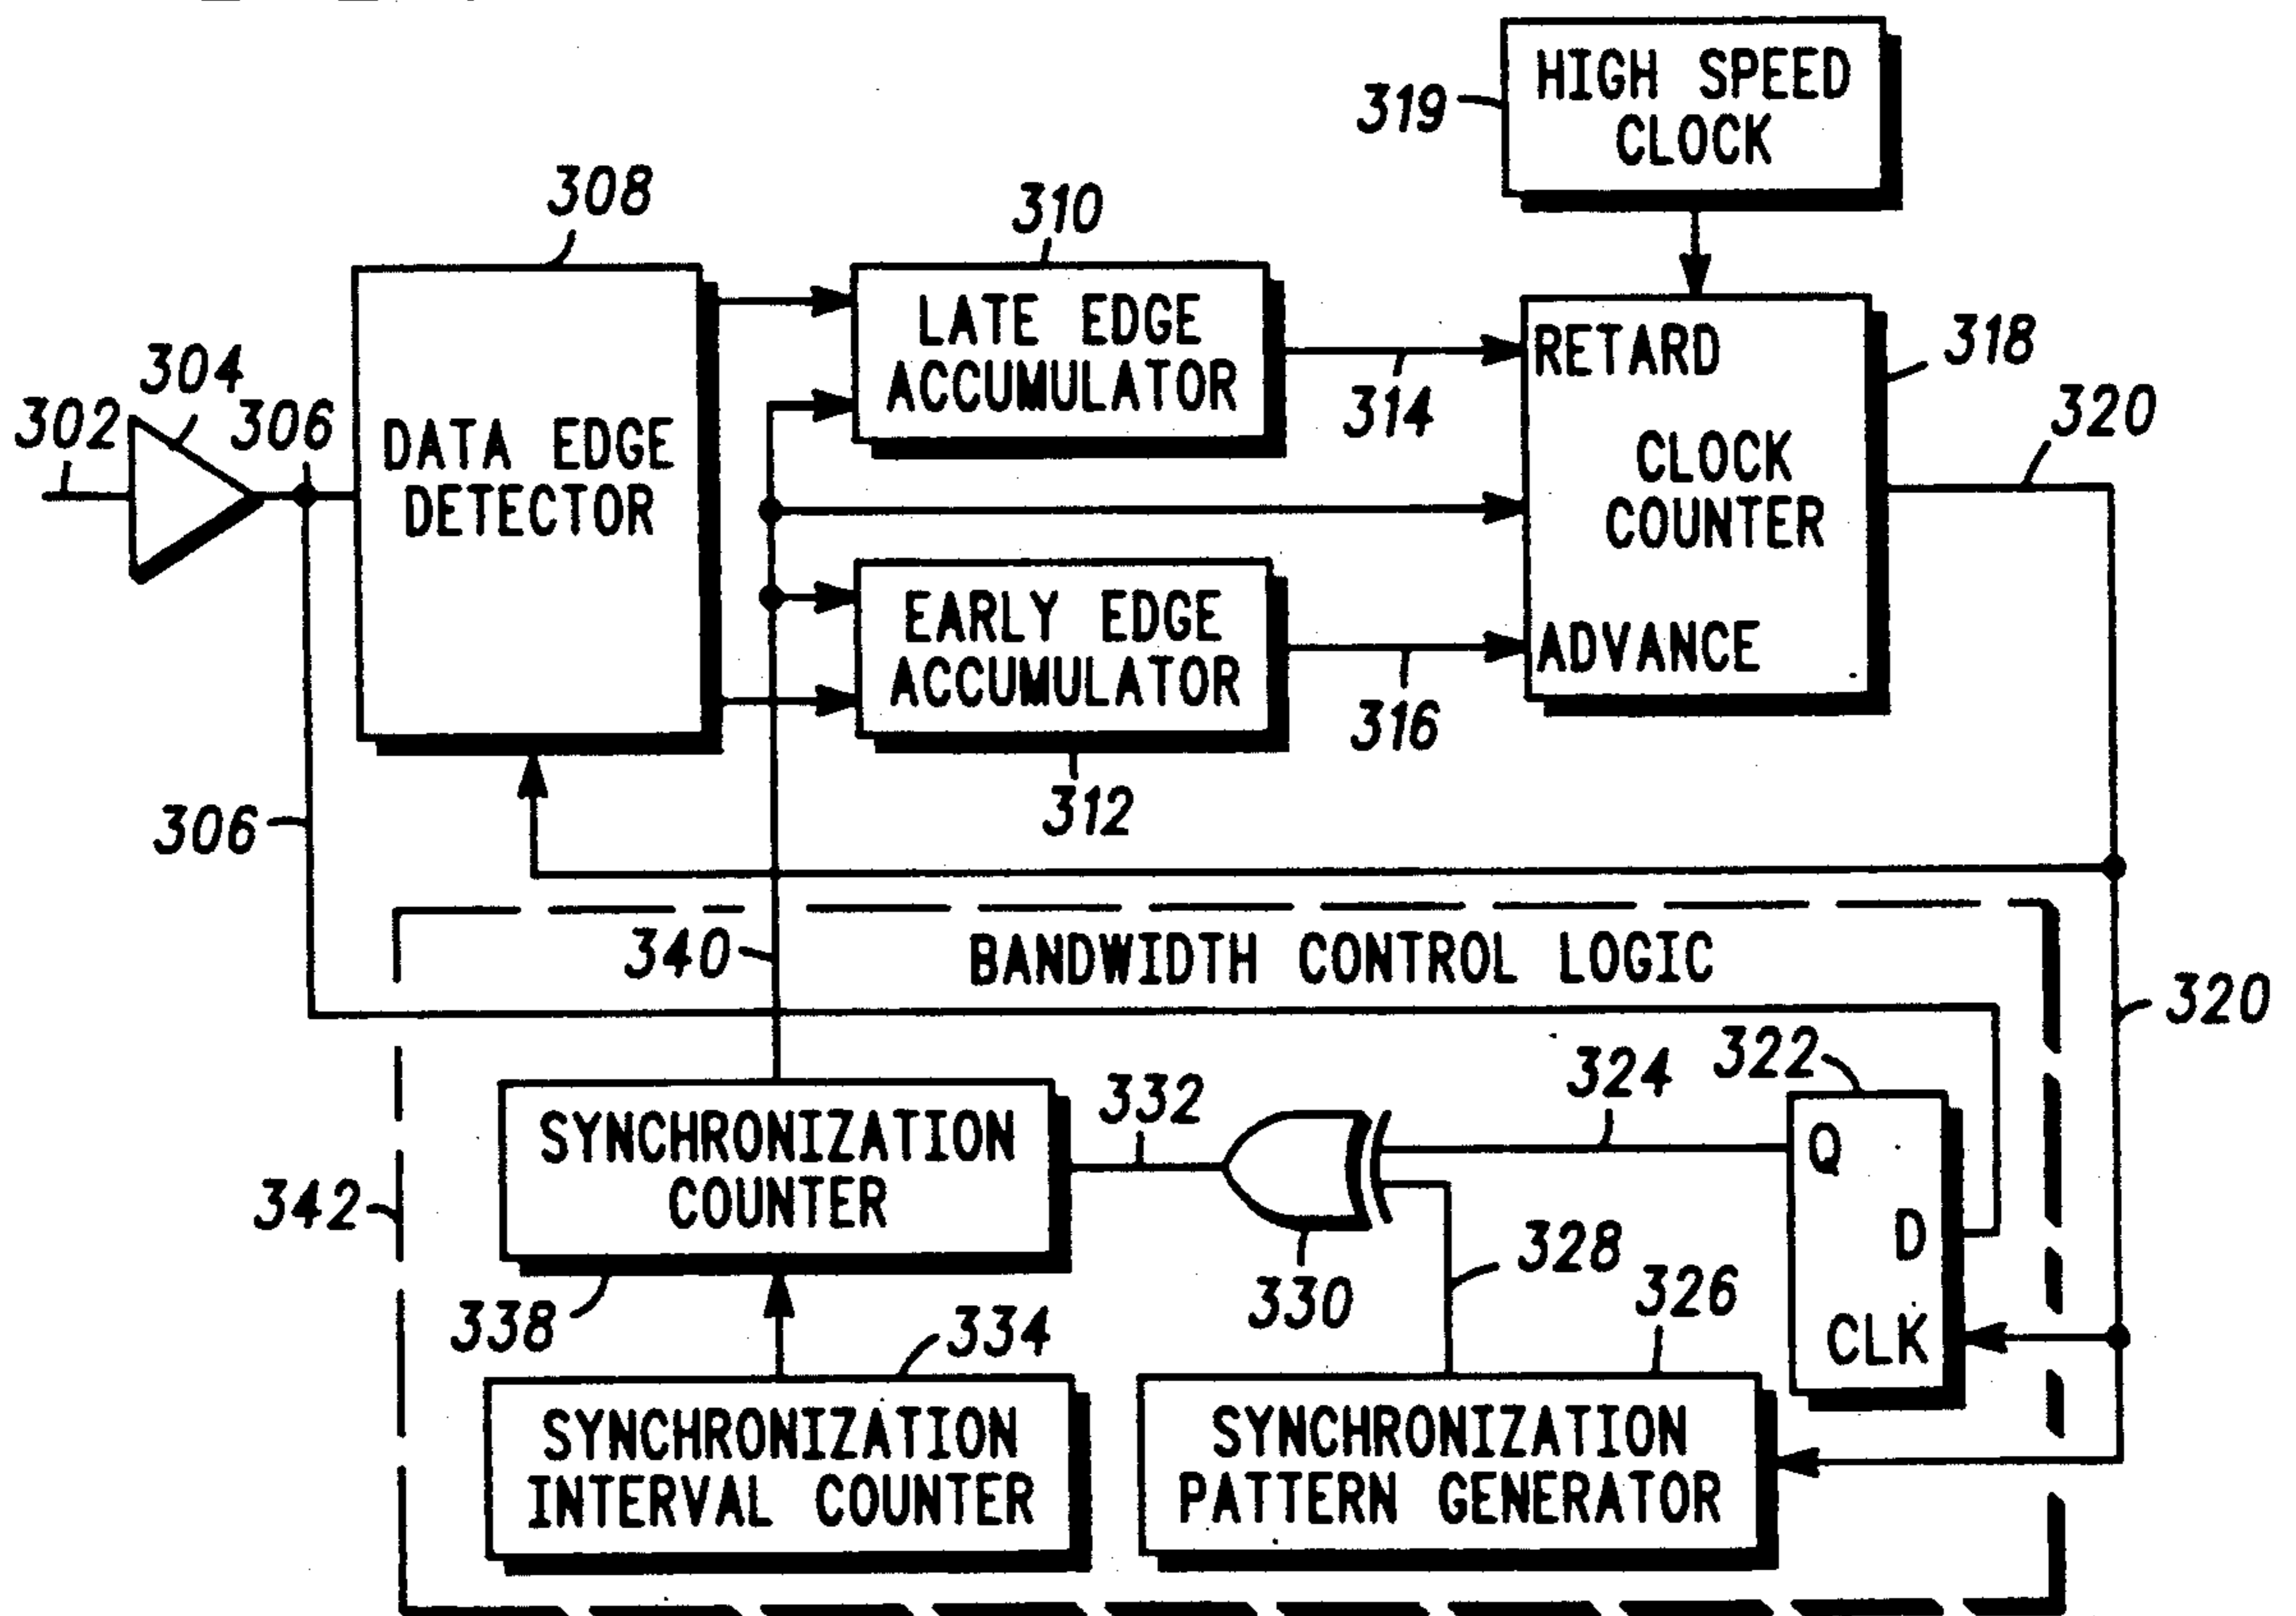 HIGH SPEED
CLOCK
319
308
310
304
302
306
DATA EDGE
DETECTOR
LATE EDGE
ACCUMULATOR
314
RETARD
CLOCK
COUNTER
ADVANCE
318
320
EARLY EDGE
ACCUMULATOR
316
312
306
340
BANDWIDTH CONTROL LOGIC
320
322
324
332
SYNCHRONIZATION
COUNTER
Q
D
CLK
342
338
334
330
328
326
SYNCHRONIZATION
INTERVAL COUNTER
SYNCHRONIZATION
PATTERN GENERATOR